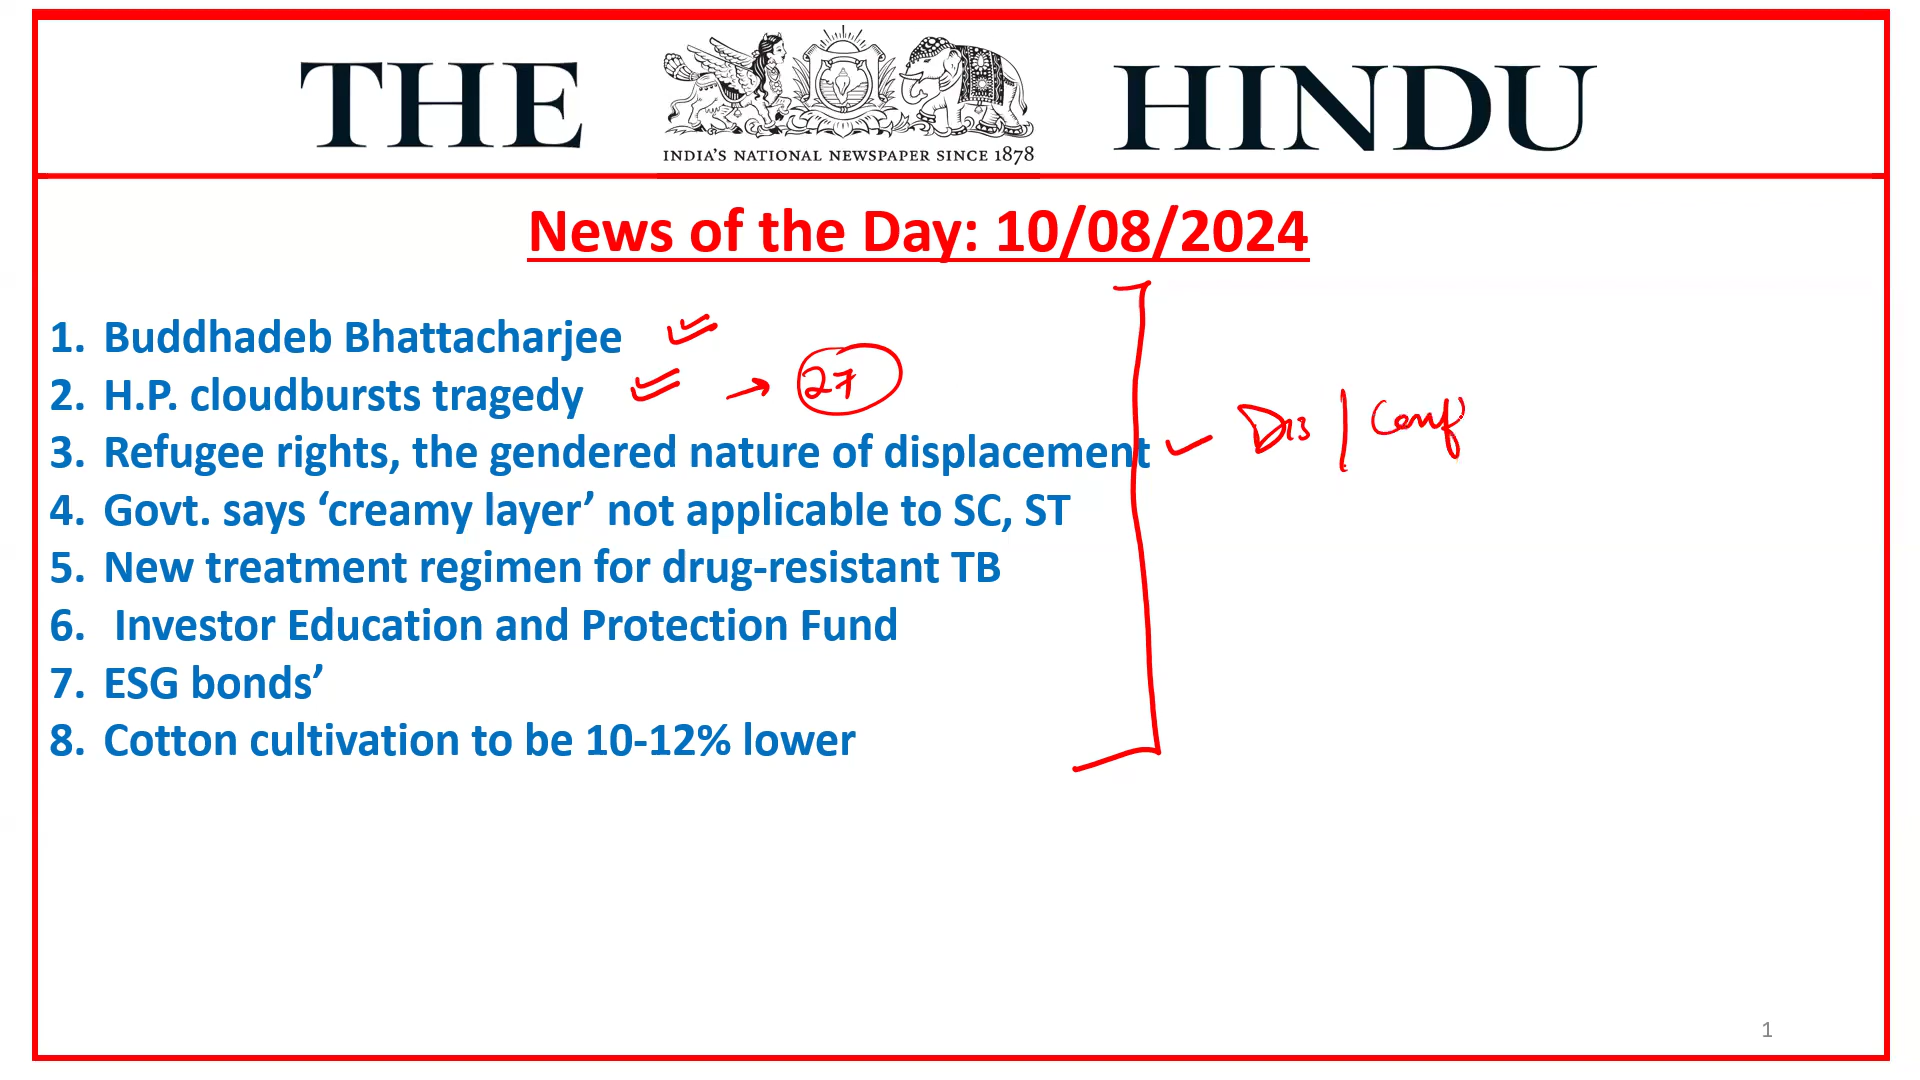 THE HINDU
INDIA'S NATIONAL NEWSPAPER SINCE 1878
News of the Day: 10/08/2024
1. Buddhadeb Bhattacharjee
2. H.P. cloudbursts tragedy → 27
3. Refugee rights, the gendered nature of displacement Dis | Conf
4. Govt. says ‘creamy layer’ not applicable to SC, ST
5. New treatment regimen for drug-resistant TB
6. Investor Education and Protection Fund
7. ESG bonds’
8. Cotton cultivation to be 10-12% lower
1